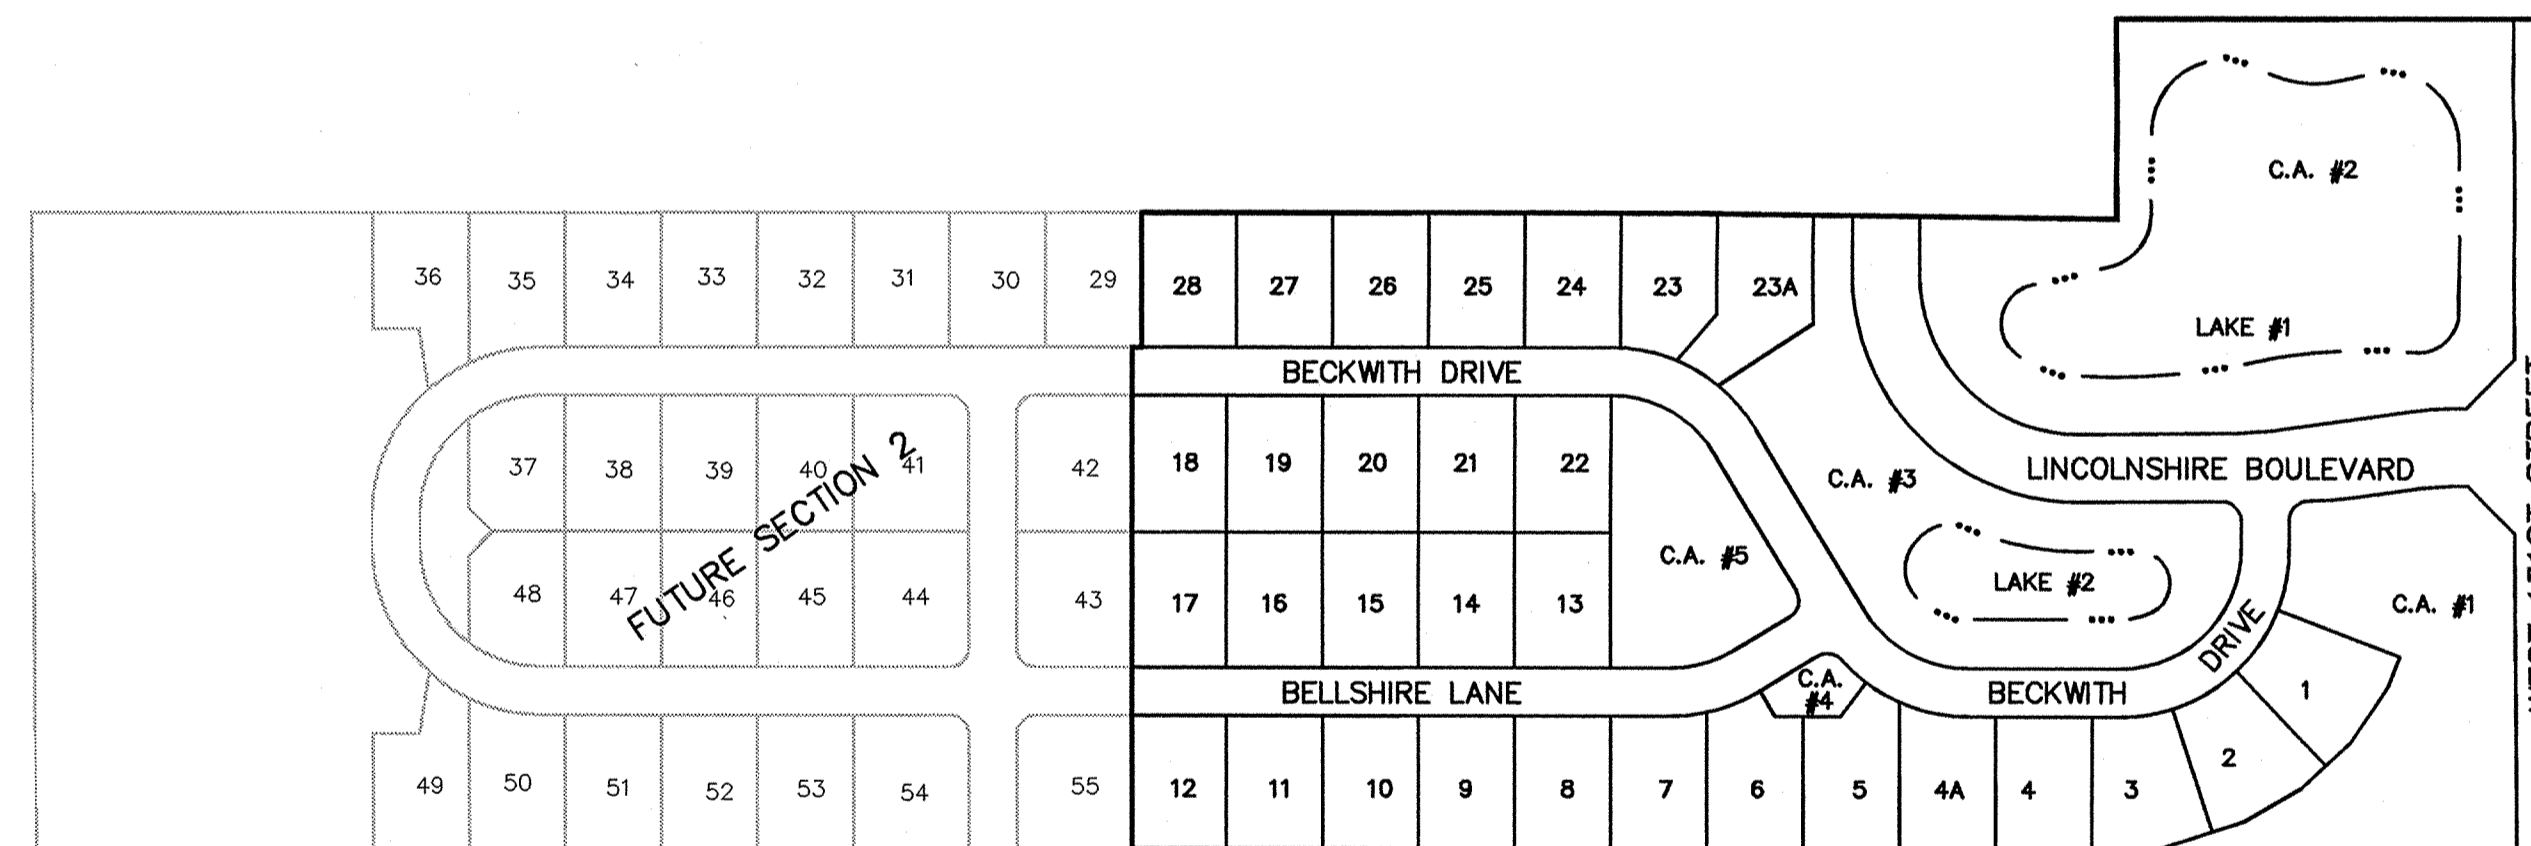 C.A. #2
LAKE #1
36 35 34 33 32 31 30 29 28 27 26 25 24 23 23A
BECKWITH DRIVE
37 38 39 40 41 42 18 19 20 21 22
C.A. #3
LINCOLNSHIRE BOULEVARD
FUTURE SECTION 2
C.A. #5
LAKE #2
48 47 46 45 44 43 17 16 15 14 13
C.A. #1
BELLSHIRE LANE
C.A.
#4
BECKWITH DRIVE
1
2
49 50 51 52 53 54 55 12 11 10 9 8 7 6 5 4A 4 3